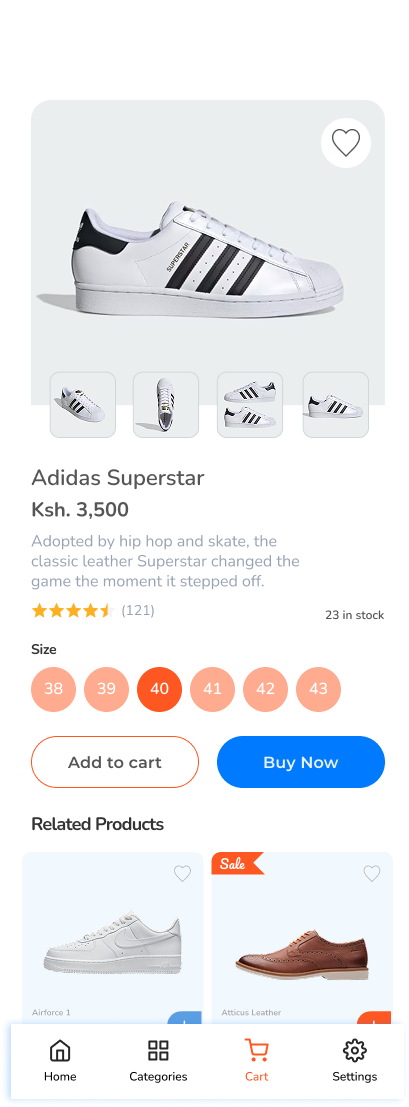 SUPERSTAR
Adidas Superstar
Ksh. 3,500
Adopted by hip hop and skate, the
classic leather Superstar changed the
game the moment it stepped off.
(121)
23 in stock
Size
38 39 40 41 42 43
Add to cart Buy Now
Related Products
Sale
Airforce 1 Atticus Leather
Home Categories Cart Settings